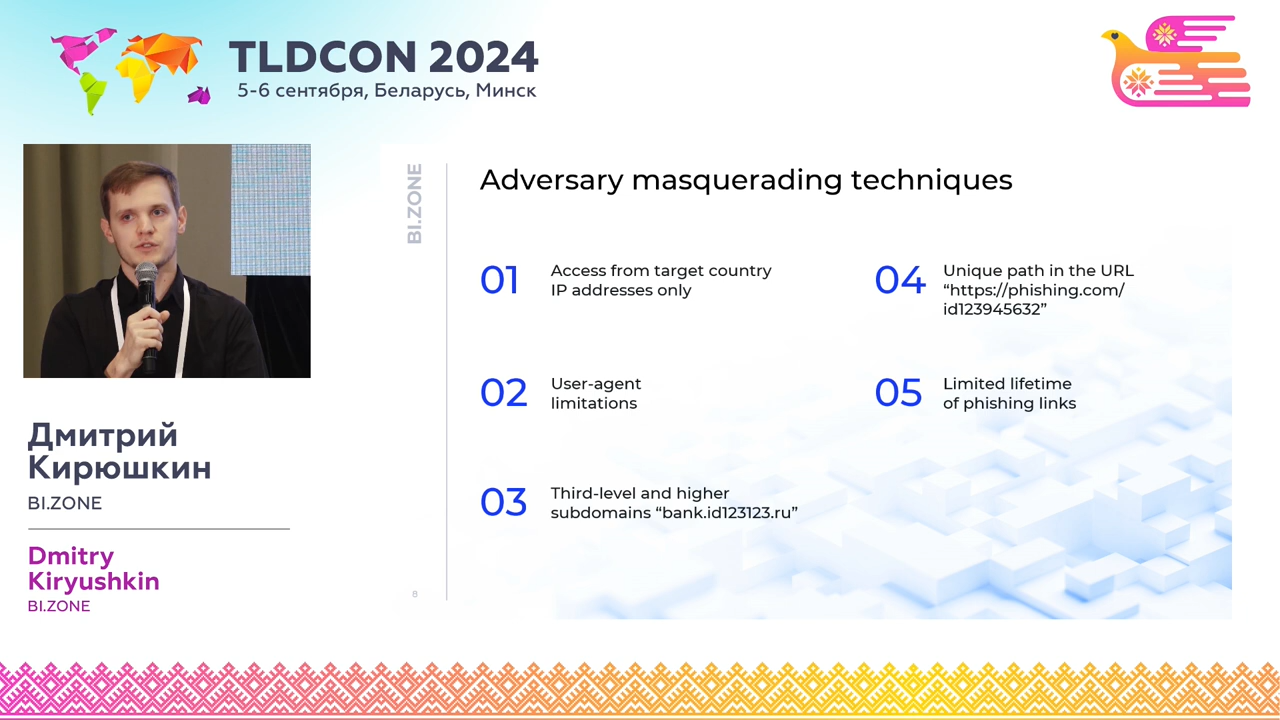 TLDCON 2024
5-6 сентября, Беларусь, Минск
Дмитрий
Кирюшкин
BI.ZONE
Dmitry
Kiryushkin
BI.ZONE
BI.ZONE
Adversary masquerading techniques
01
Access from target country
IP addresses only
02
User-agent
limitations
03
Third-level and higher
subdomains “bank.id123123.ru”
04
Unique path in the URL
“https://phishing.com/
id123945632”
05
Limited lifetime
of phishing links
8